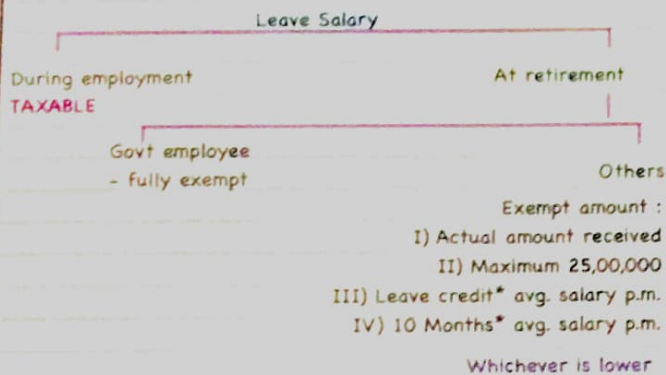 Leave Salary
During employment
TAXABLE
At retirement
Govt employee
- fully exempt
Others
Exempt amount :
I) Actual amount received
II) Maximum 25,00,000
III) Leave credit* avg. salary p.m.
IV) 10 Months* avg. salary p.m.
Whichever is lower